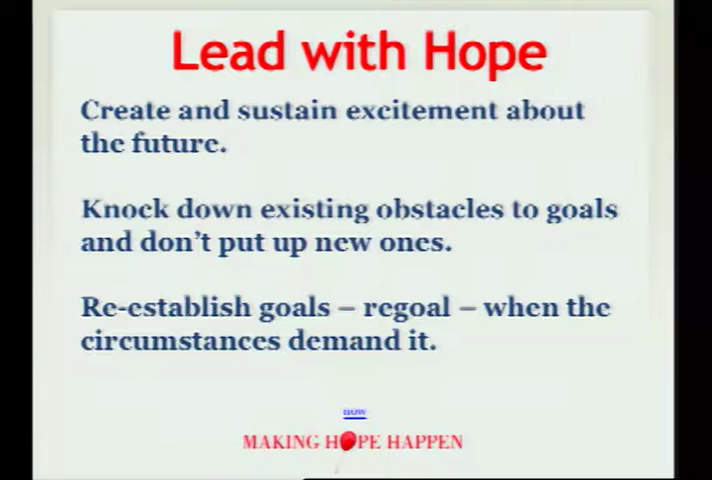 Lead with Hope
Create and sustain excitement about
the future.
Knock down existing obstacles to goals
and don't put up new ones.
Re-establish goals – regoal – when the
circumstances demand it.
now
MAKING HOPE HAPPEN